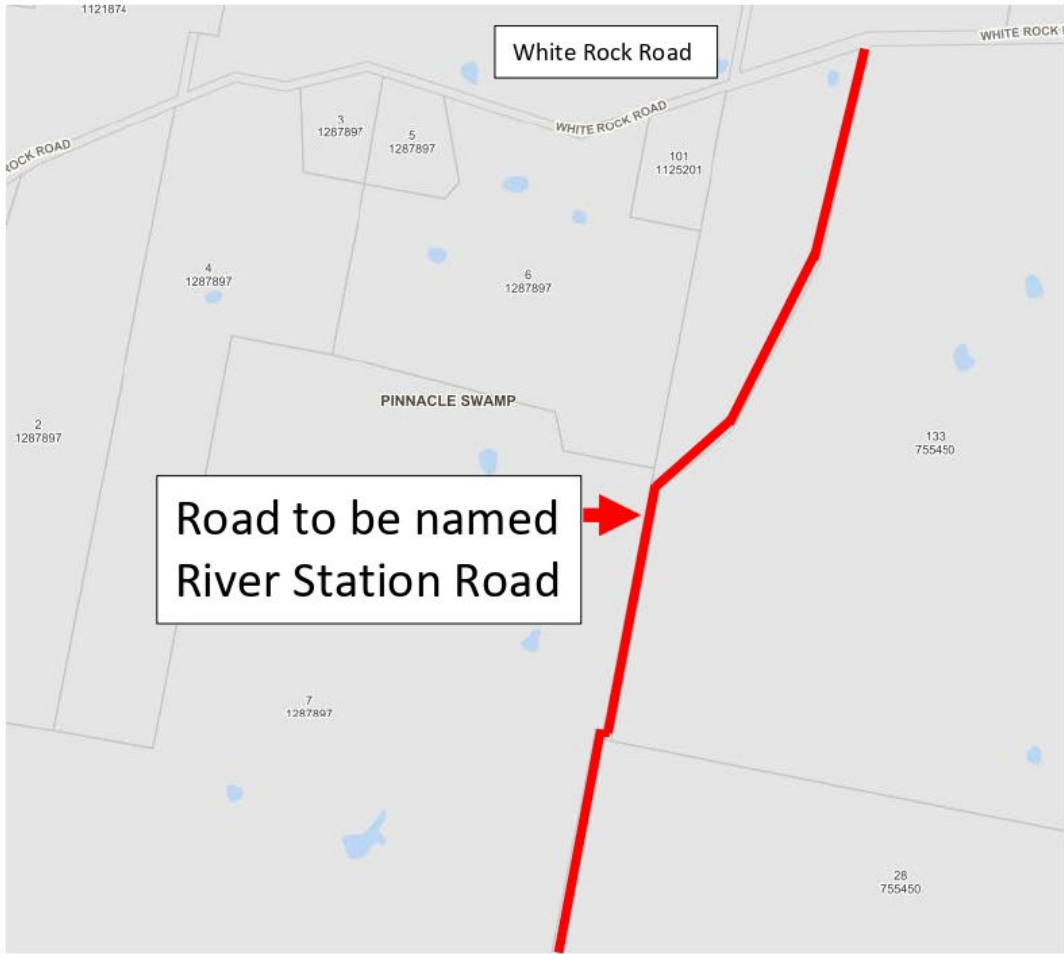 1121874
White Rock Road
WHITE ROCK
3
1287897
5
1287897
WHITE ROCK ROAD
ROCK ROAD
101
1125201
4
1287897
6
1287897
PINNACLE SWAMP
2
1287897
133
755450
Road to be named
River Station Road
7
1287897
28
755450